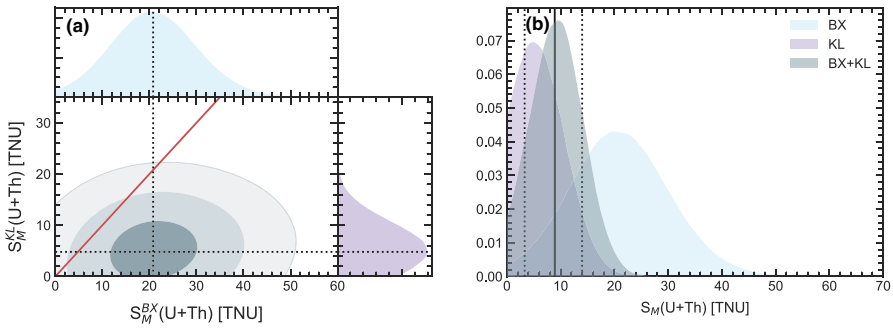 (a)
30
20
10
0
S_M^{KL}(U+Th) [TNU]
0 10 20 30 40 50 60
S_M^{BX}(U+Th) [TNU]
(b)
BX
KL
BX+KL
0.07
0.06
0.05
0.04
0.03
0.02
0.01
0.00
0 10 20 30 40 50 60 70
S_M(U+Th) [TNU]